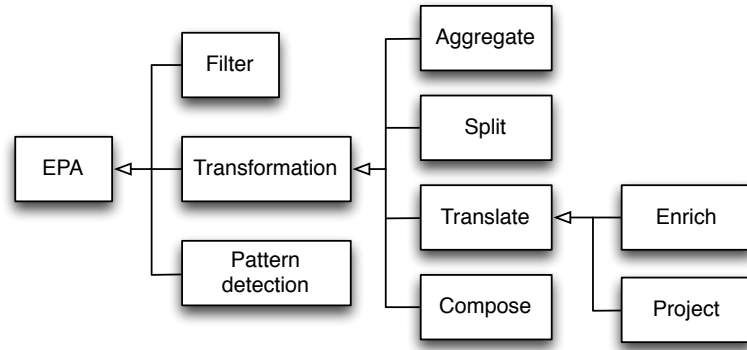 Aggregate
Filter
Split
EPA
Transformation
Translate
Enrich
Pattern
detection
Compose
Project